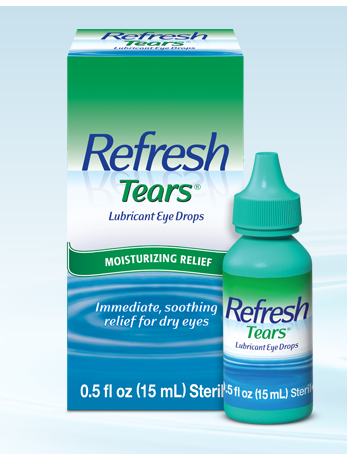 Refresh
Tears®
Lubricant Eye Drops
Refresh
Tears®
Lubricant Eye Drops
MOISTURIZING RELIEF
Immediate, soothing
relief for dry eyes
0.5 fl oz (15 mL) Steril
Refresh
Tears®
Lubricant Eye Drops
.5 fl oz (15 mL) Steril